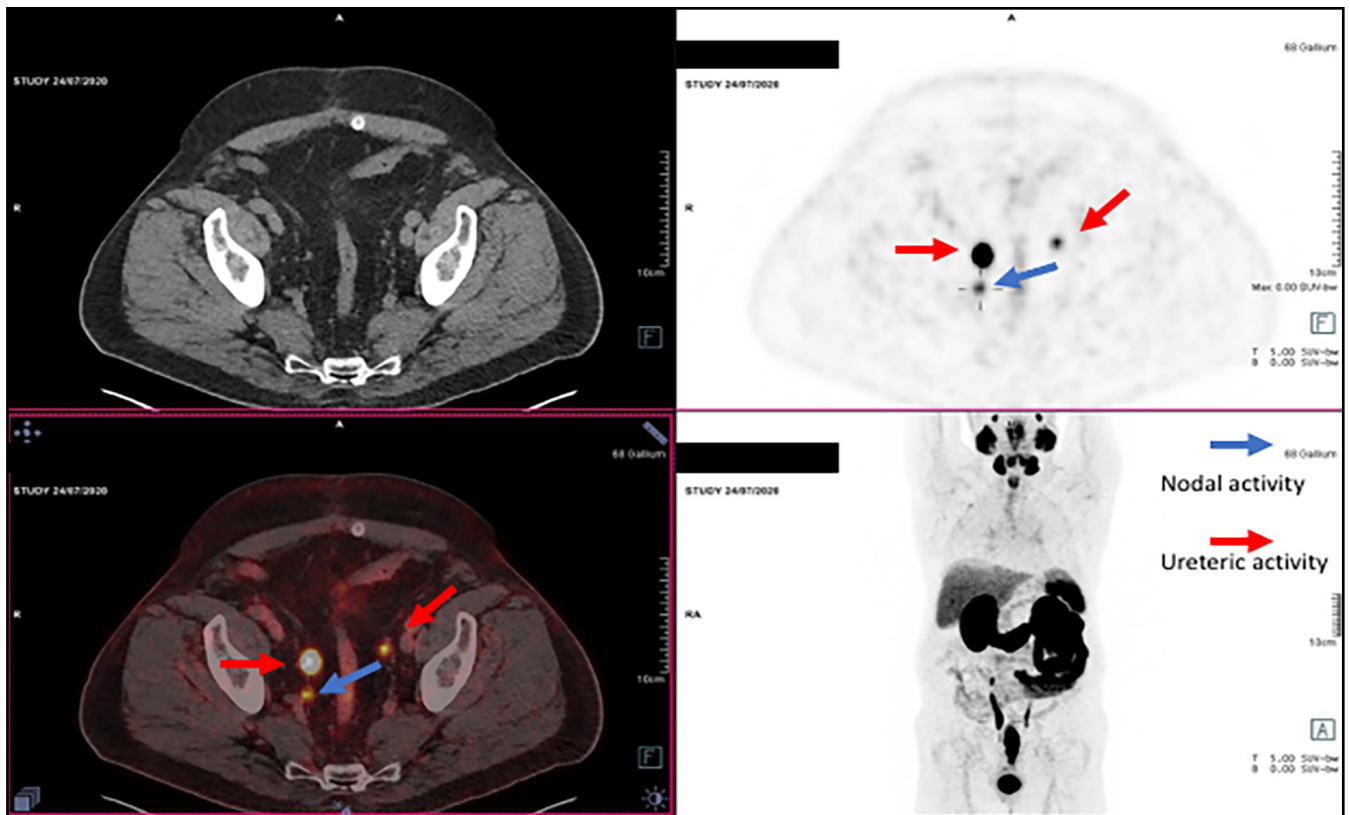 A
STUDY 24/07/2020
R
10cm
F
A
68 Gallium
STUDY 24/07/2020
R
10cm
Max 0.00 SUV-bw
F
T 5.00 SUV-bw
B 0.00 SUV-bw
A
68 Gallium
STUDY 24/07/2020
R
10cm
F
68 Gallium
STUDY 24/07/2020
Nodal activity
Ureteric activity
RA
10cm
A
T 5.00 SUV-bw
B 0.00 SUV-bw